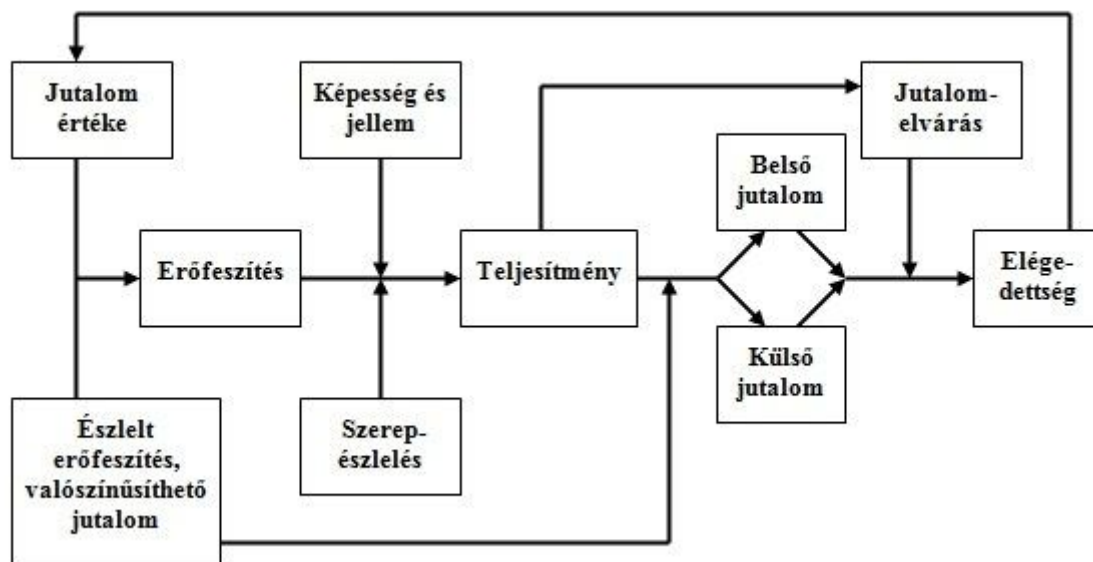 Jutalom
értéke
Képesség és
jellem
Jutalom-
elvárás
Belső
jutalom
Erőfeszítés
Teljesítmény
Elége-
dettség
Külső
jutalom
Észlelt
erőfeszítés,
valószínűsíthető
jutalom
Szerep-
észlelés